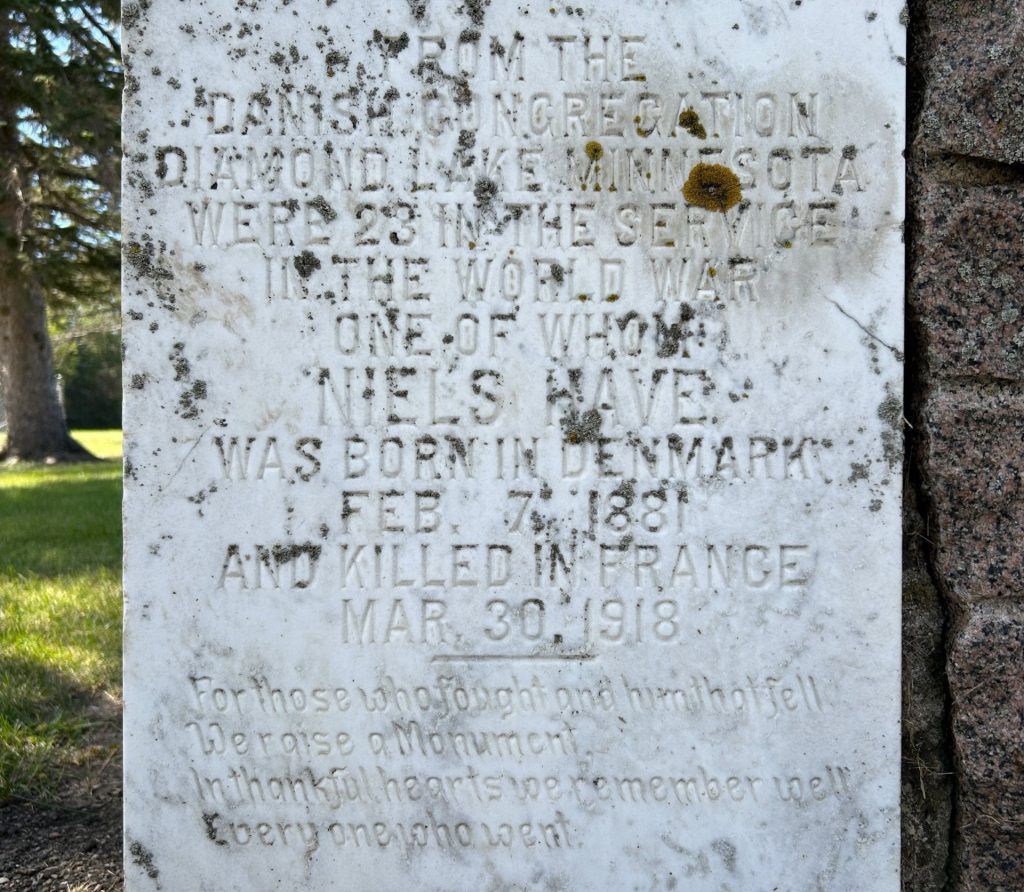 FROM THE
DANISH CONGREGATION
DIAMOND LAKE MINNESOTA
WERE 23 IN THE SERVICE
IN THE WORLD WAR
ONE OF WHOM
NIELS HAVE
WAS BORN IN DENMARK
FEB. 7, 1881
AND KILLED IN FRANCE
MAR. 30, 1918
For those who fought and him that fell
We raise a Monument,
In thankful hearts we remember well
Every one who went.